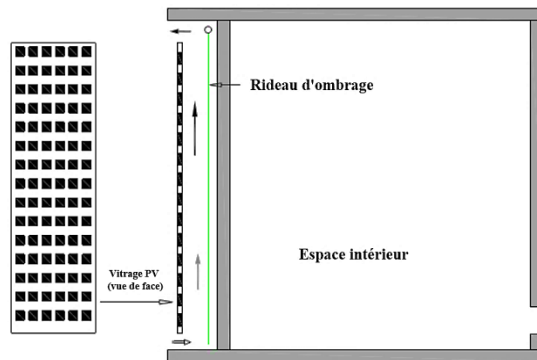 Rideau d'ombrage
Espace intérieur
Vitrage PV
(vue de face)